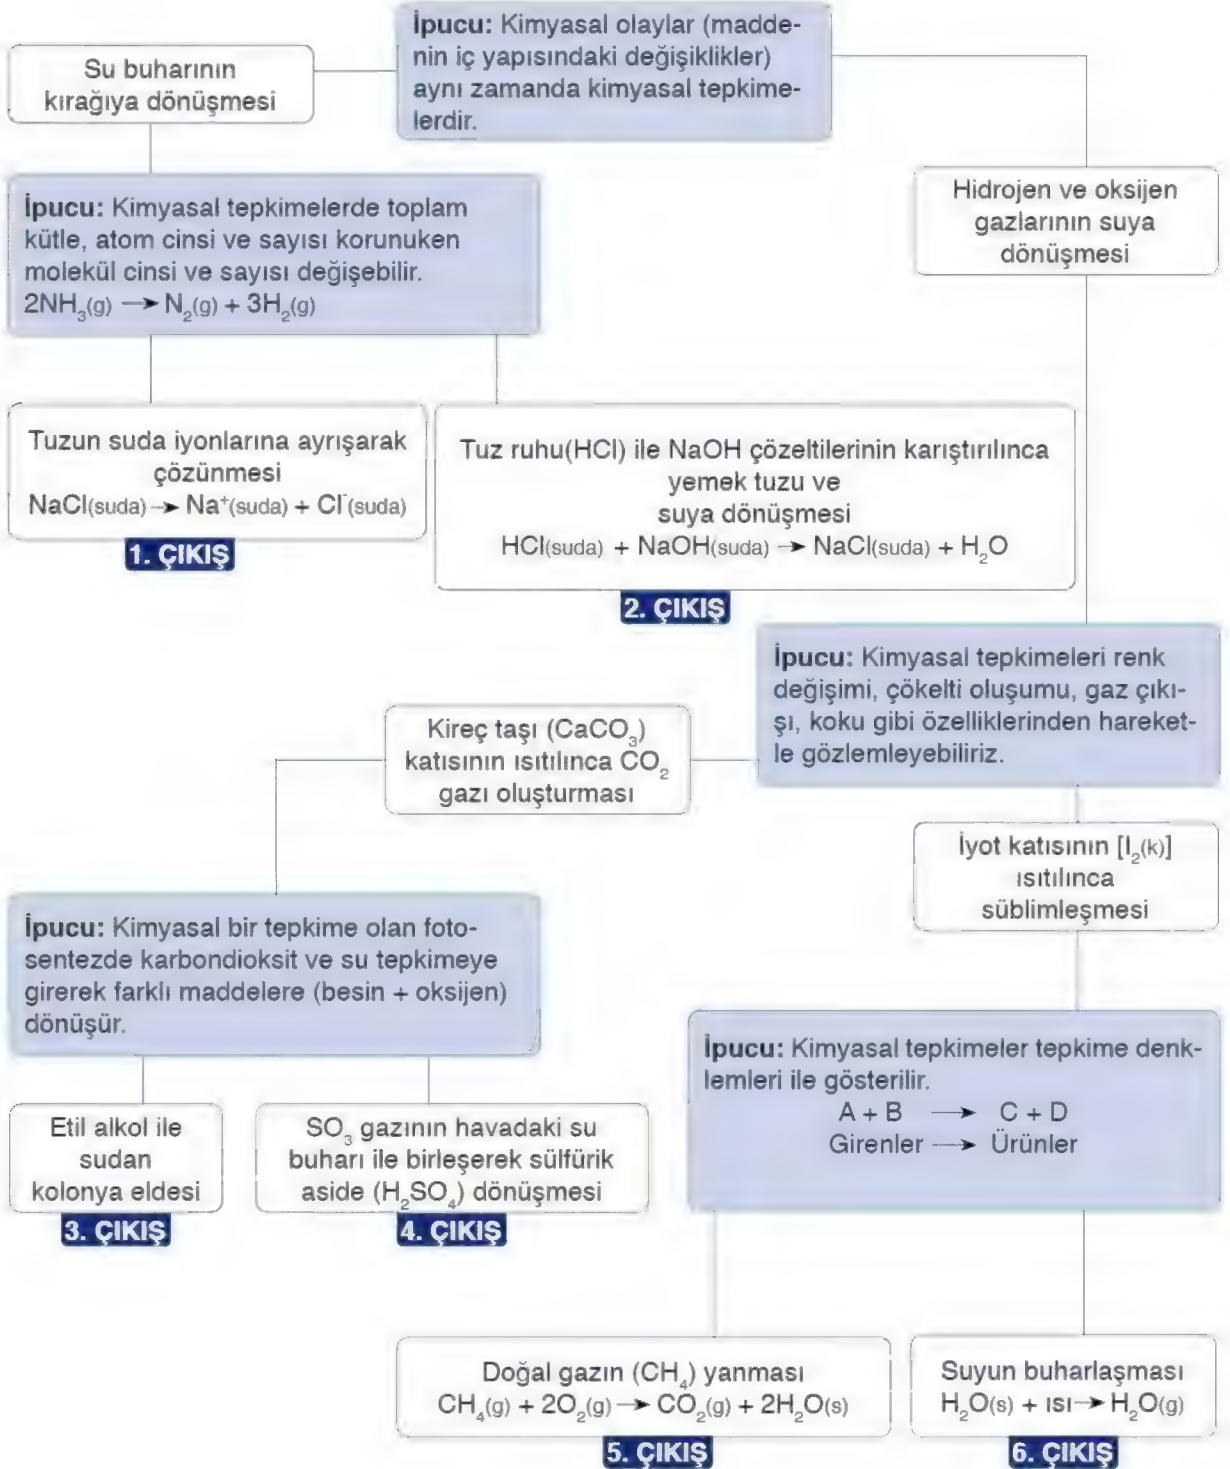 İpucu: Kimyasal olaylar (madde-
nin iç yapısındaki değişiklikler)
aynı zamanda kimyasal tepkime-
lerdir.
Su buharının
kırağıya dönüşmesi
İpucu: Kimyasal tepkimelerde toplam
kütle, atom cinsi ve sayısı korunuken
molekül cinsi ve sayısı değişebilir.
2NH₃(g) → N₂(g) + 3H₂(g)
Hidrojen ve oksijen
gazlarının suya
dönüşmesi
Tuzun suda iyonlarına ayrışarak
çözünmesi
NaCl(suda) → Na⁺(suda) + Cl⁻(suda)
1. ÇIKIŞ
Tuz ruhu(HCl) ile NaOH çözeltilerinin karıştırılınca
yemek tuzu ve
suya dönüşmesi
HCl(suda) + NaOH(suda) → NaCl(suda) + H₂O
2. ÇIKIŞ
İpucu: Kimyasal tepkimeleri renk
değişimi, çökelti oluşumu, gaz çıkı-
şı, koku gibi özelliklerinden hareket-
le gözlemleyebiliriz.
Kireç taşı (CaCO₃)
katısının ısıtılınca CO₂
gazı oluşturması
İyot katısının [I₂(k)]
ısıtılınca
süblimleşmesi
İpucu: Kimyasal bir tepkime olan foto-
sentezde karbondioksit ve su tepkimeye
girerek farklı maddelere (besin + oksijen)
dönüşür.
İpucu: Kimyasal tepkimeler tepkime denk-
lemleri ile gösterilir.
A + B → C + D
Girenler → Ürünler
Etil alkol ile
sudan
kolonya eldesi
3. ÇIKIŞ
SO₃ gazının havadaki su
buharı ile birleşerek sülfürik
aside (H₂SO₄) dönüşmesi
4. ÇIKIŞ
Doğal gazın (CH₄) yanması
CH₄(g) + 2O₂(g) → CO₂(g) + 2H₂O(s)
5. ÇIKIŞ
Suyun buharlaşması
H₂O(s) + ısı → H₂O(g)
6. ÇIKIŞ